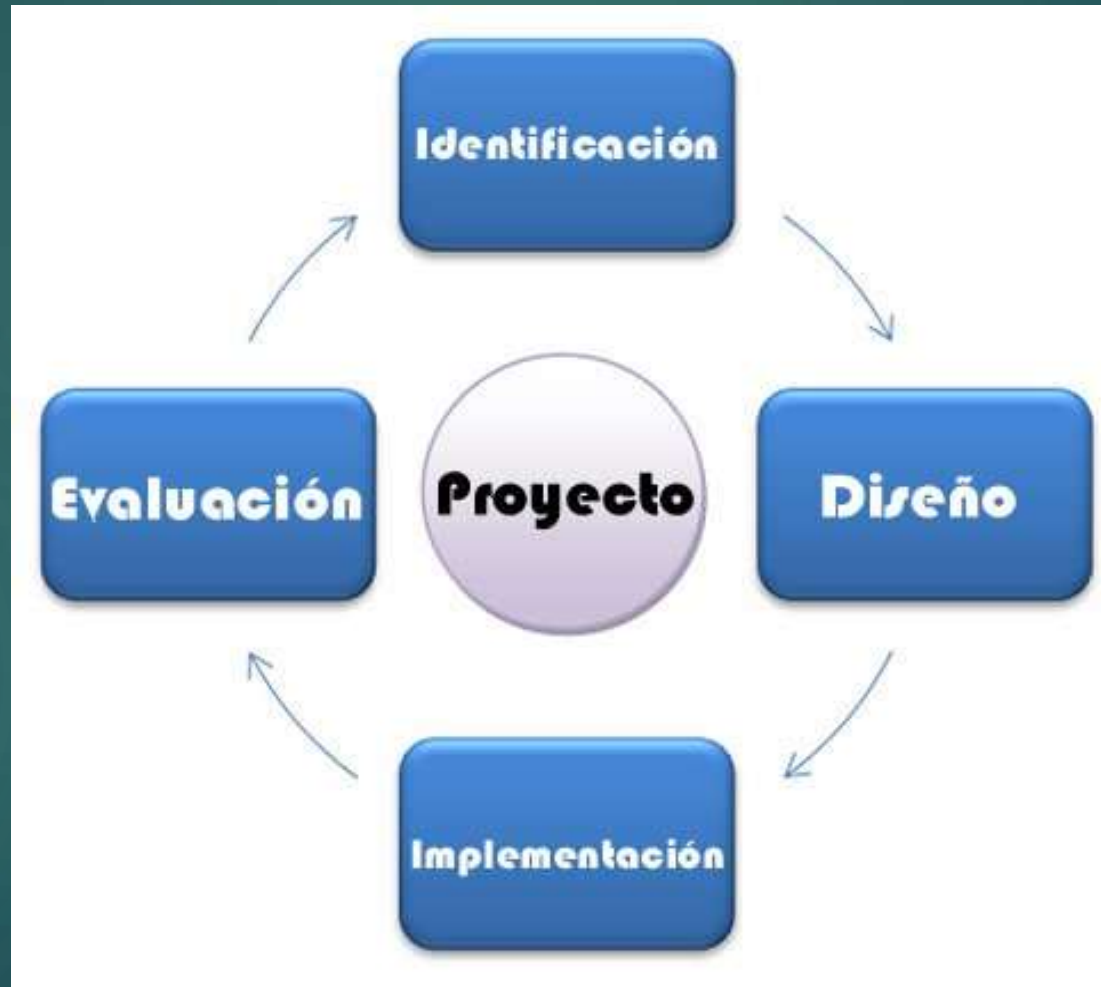 Identificación
Evaluación
Proyecto
Diseño
Implementación